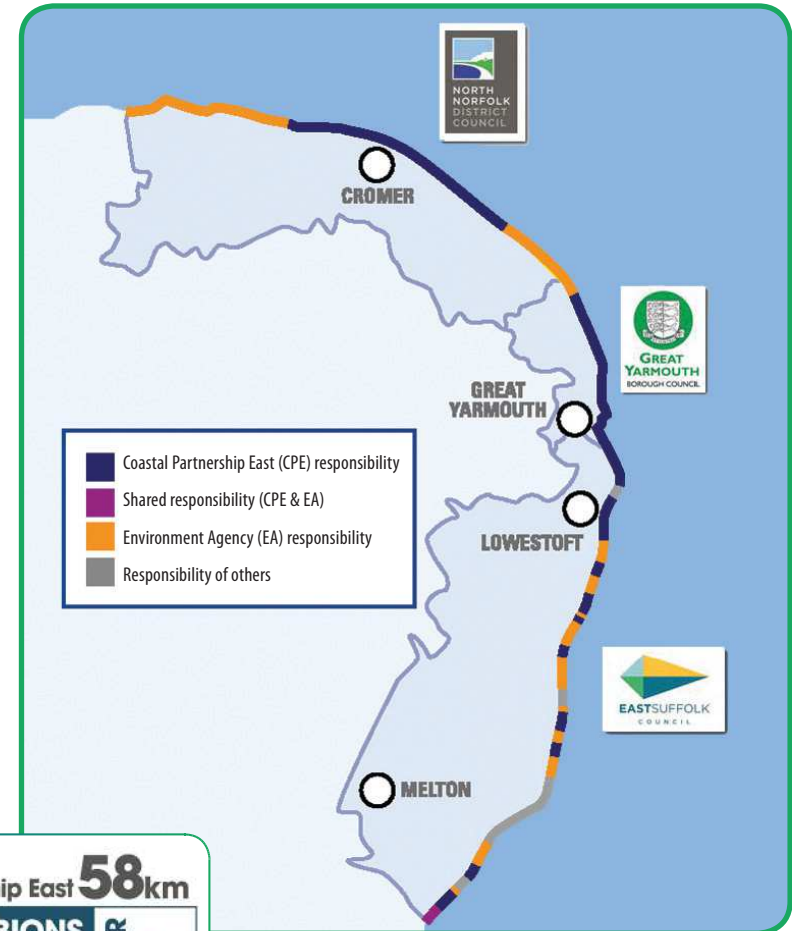 NORTH
NORFOLK
DISTRICT
COUNCIL
CROMER
GREAT
YARMOUTH
BOROUGH COUNCIL
GREAT
YARMOUTH
Coastal Partnership East (CPE) responsibility
Shared responsibility (CPE & EA)
Environment Agency (EA) responsibility
Responsibility of others
LOWESTOFT
EASTSUFFOLK
COUNCIL
MELTON
East 58km